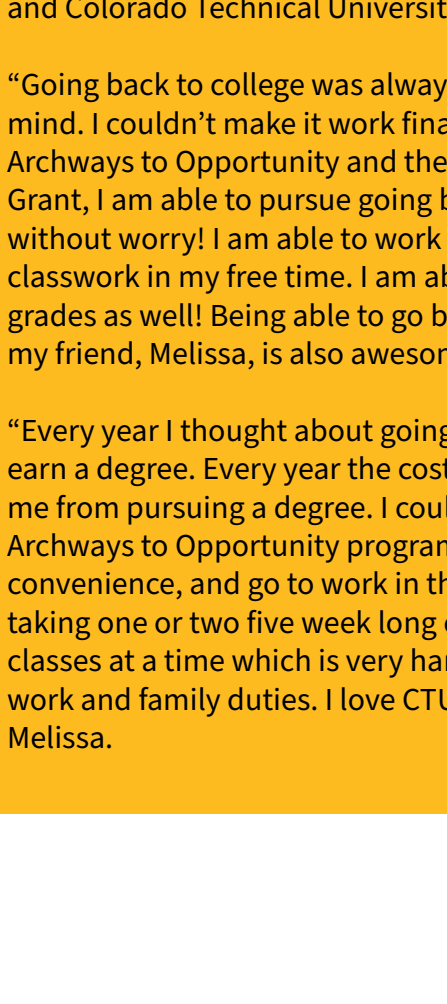 and Colorado Technical Universit
“Going back to college was alway
mind. I couldn’t make it work fina
Archways to Opportunity and the
Grant, I am able to pursue going b
without worry! I am able to work
classwork in my free time. I am ab
grades as well! Being able to go b
my friend, Melissa, is also aweso
“Every year I thought about going
earn a degree. Every year the cost
me from pursuing a degree. I coul
Archways to Opportunity program
convenience, and go to work in th
taking one or two five week long
classes at a time which is very ha
work and family duties. I love CTU
Melissa.